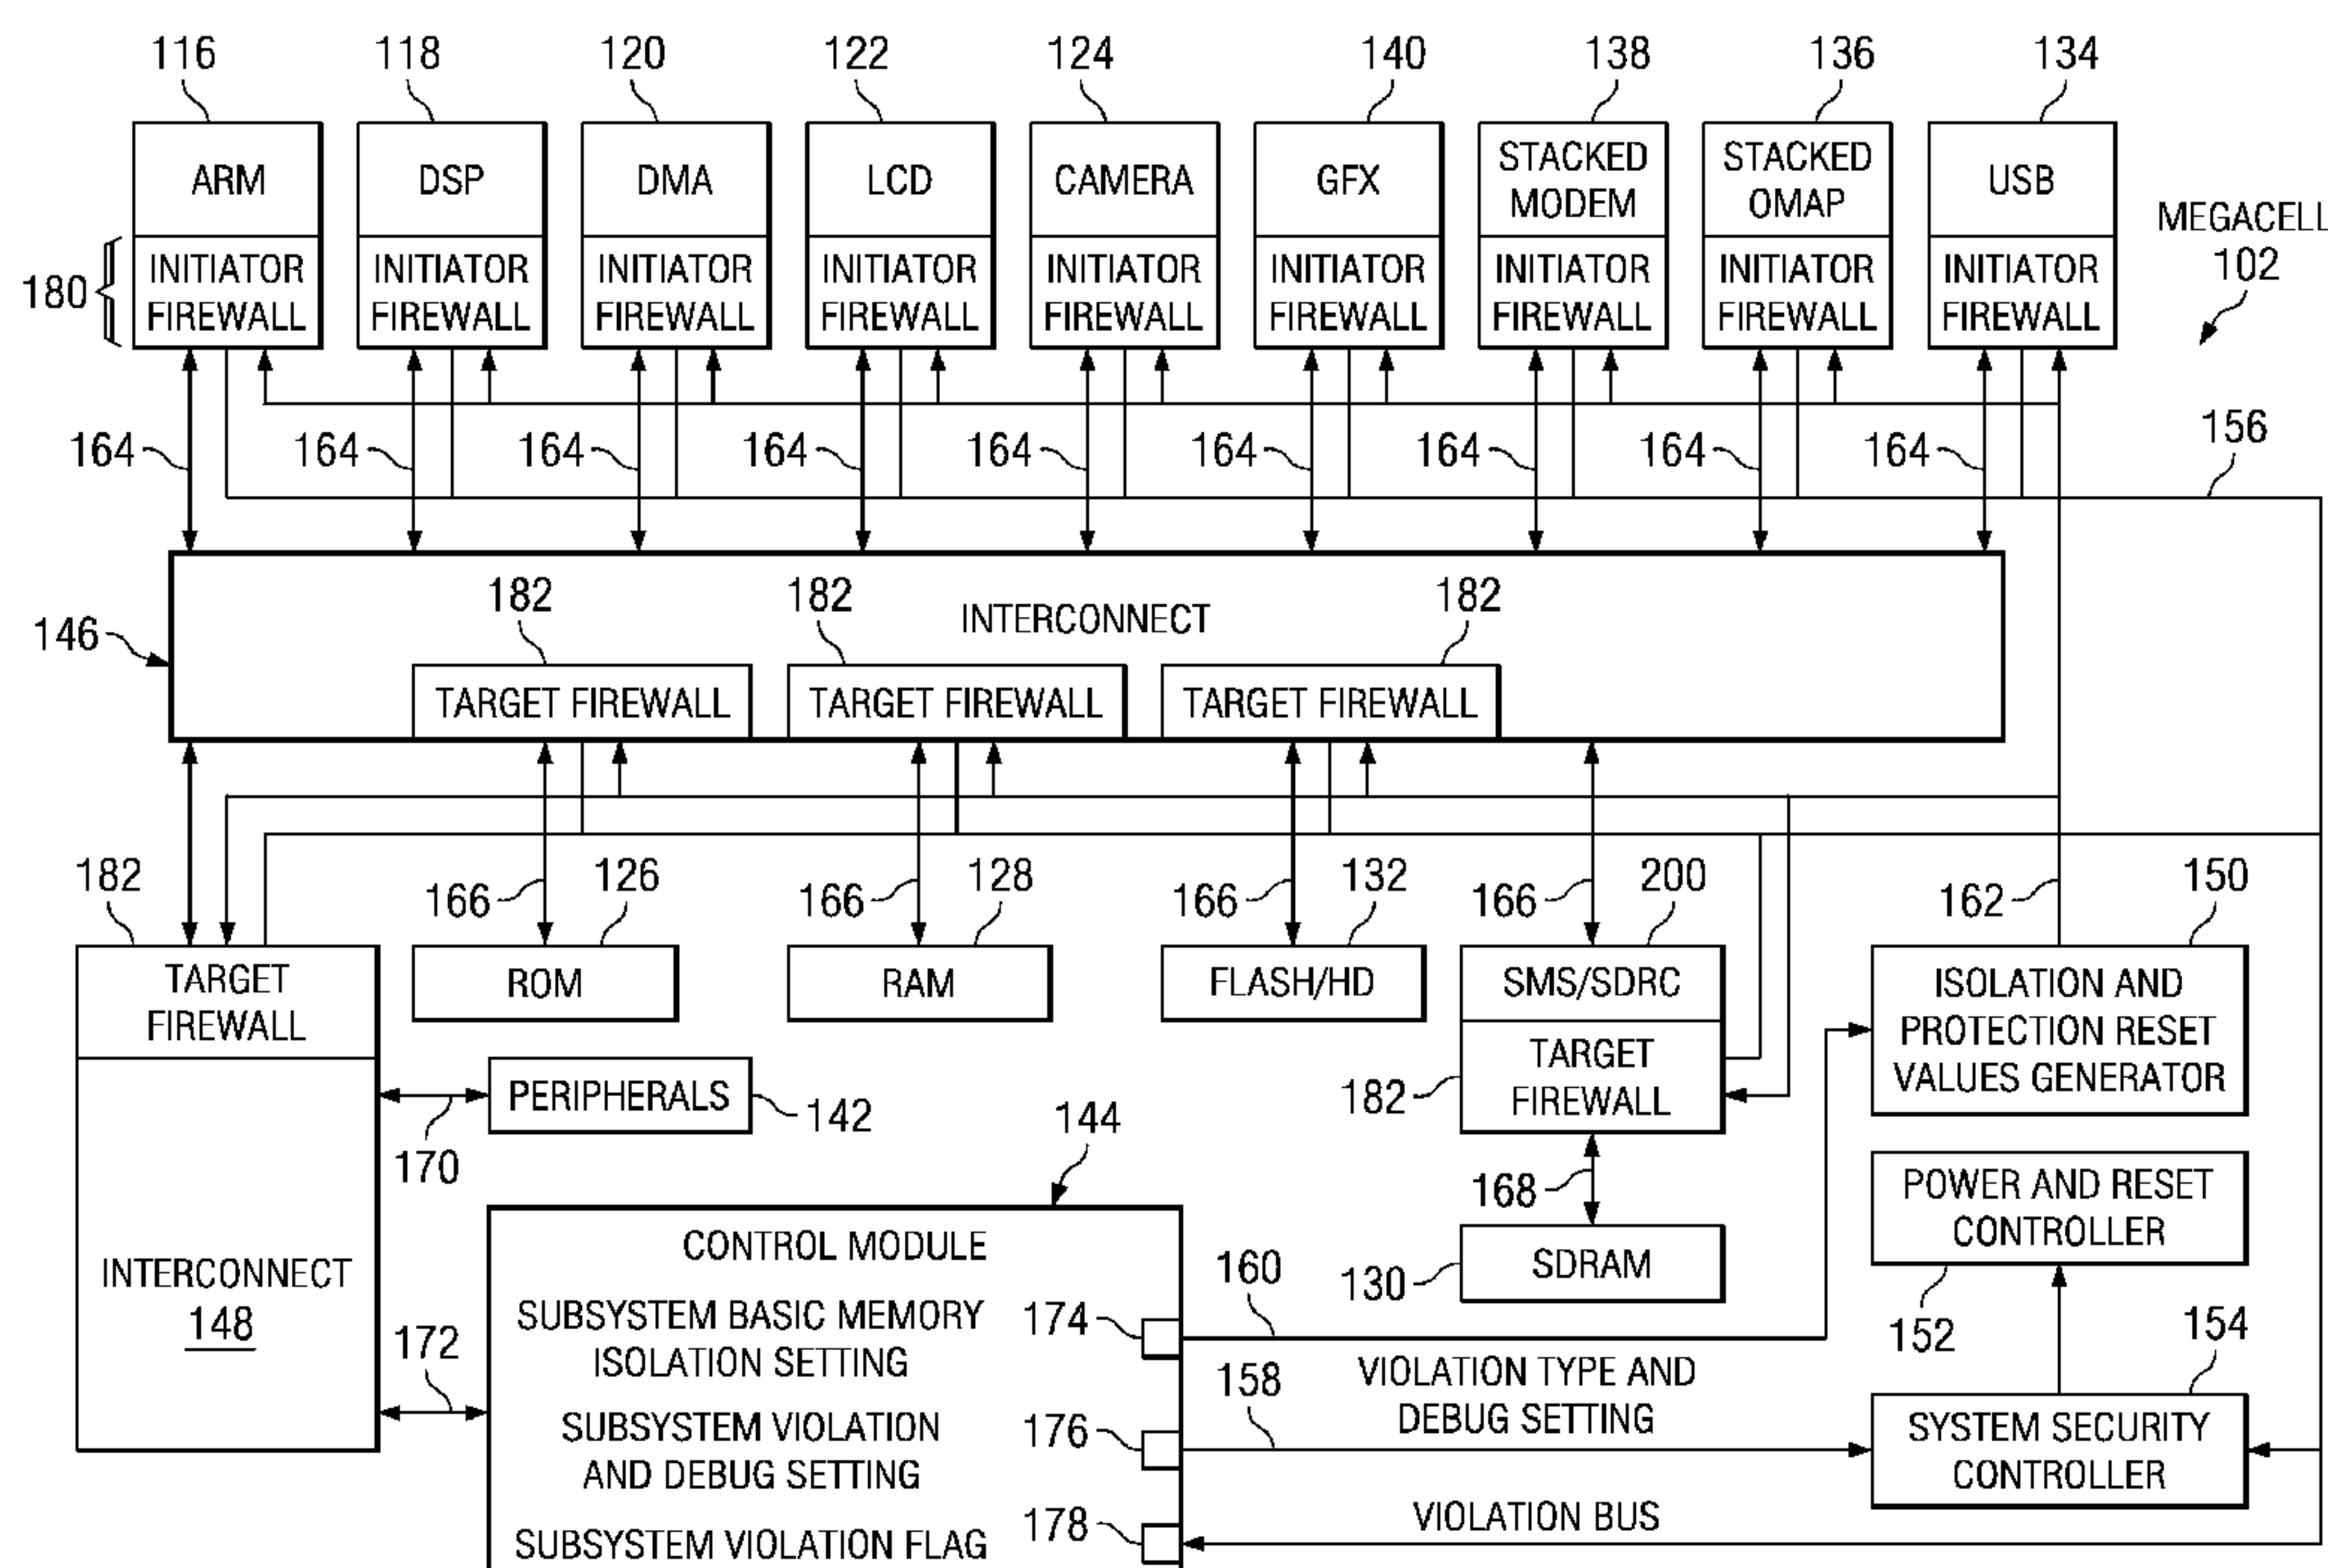 116 118 120 122 124 140 138 136 134
ARM DSP DMA LCD CAMERA GFX STACKED MODEM STACKED OMAP USB
INITIATOR FIREWALL INITIATOR FIREWALL INITIATOR FIREWALL INITIATOR FIREWALL INITIATOR FIREWALL INITIATOR FIREWALL INITIATOR FIREWALL INITIATOR FIREWALL INITIATOR FIREWALL
180
MEGACELL
102
164 164 164 164 164 164 164 164 164
156
146
INTERCONNECT
182 182 182
TARGET FIREWALL TARGET FIREWALL TARGET FIREWALL
182 166 126 166 128 166 132 166 200 162 150
TARGET
FIREWALL
INTERCONNECT
148
ROM
RAM
FLASH/HD
SMS/SDRC
TARGET
FIREWALL
182
ISOLATION AND
PROTECTION RESET
VALUES GENERATOR
PERIPHERALS
142
170
168
SDRAM
130
POWER AND RESET
CONTROLLER
152
154
SYSTEM SECURITY
CONTROLLER
144
172
CONTROL MODULE
SUBSYSTEM BASIC MEMORY
ISOLATION SETTING
174
160
SUBSYSTEM VIOLATION
AND DEBUG SETTING
176
158
VIOLATION TYPE AND
DEBUG SETTING
SUBSYSTEM VIOLATION FLAG
178
VIOLATION BUS